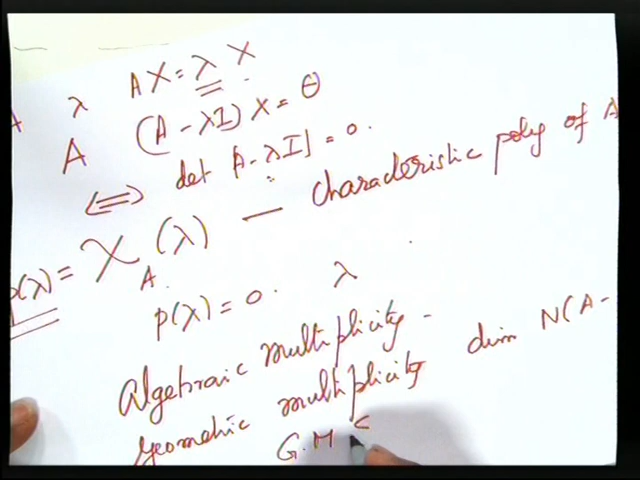 A λ AX = λ X
A (A - λI) X = θ
⟺ det |A - λI| = 0.
p(λ) = χ_A (λ) — characteristic poly of A
p(λ) = 0. λ
Algebraic multiplicity -
geometric multiplicity dim N(A -
G.M <